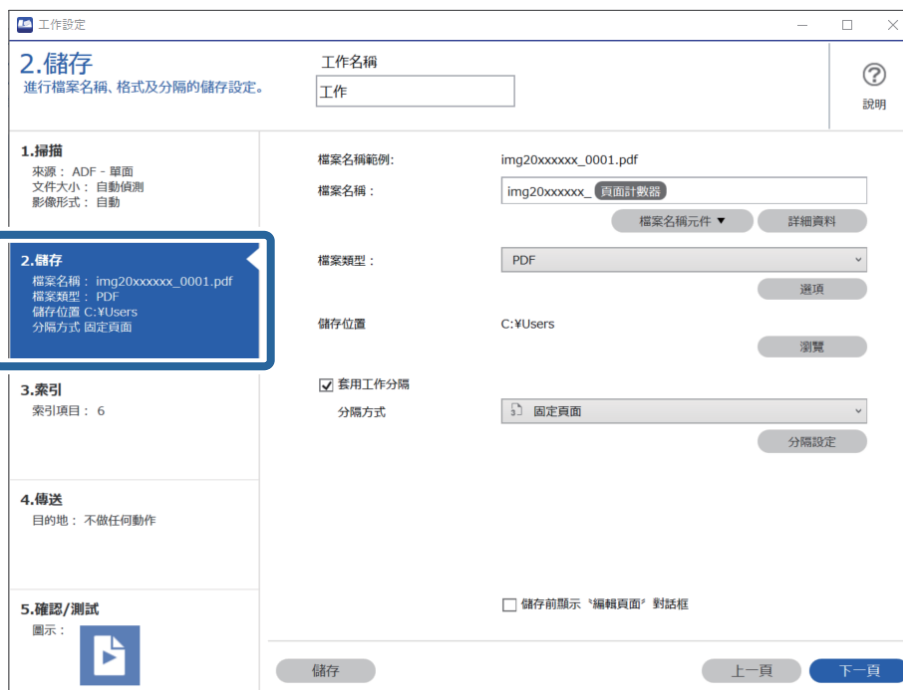 工作設定
2.儲存
進行檔案名稱、格式及分隔的儲存設定。
工作名稱
工作
說明
1.掃描
來源： ADF - 單面
文件大小： 自動偵測
影像形式： 自動
2.儲存
檔案名稱： img20xxxxxx_0001.pdf
檔案類型： PDF
儲存位置 C:¥Users
分隔方式 固定頁面
3.索引
索引項目： 6
4.傳送
目的地： 不做任何動作
5.確認/測試
圖示：
檔案名稱範例: img20xxxxxx_0001.pdf
檔案名稱： img20xxxxxx_ 頁面計數器
檔案名稱元件▼ 詳細資料
檔案類型： PDF
選項
儲存位置 C:¥Users
瀏覽
套用工作分隔
分隔方式 固定頁面
分隔設定
儲存前顯示〝編輯頁面〞對話框
儲存 上一頁 下一頁